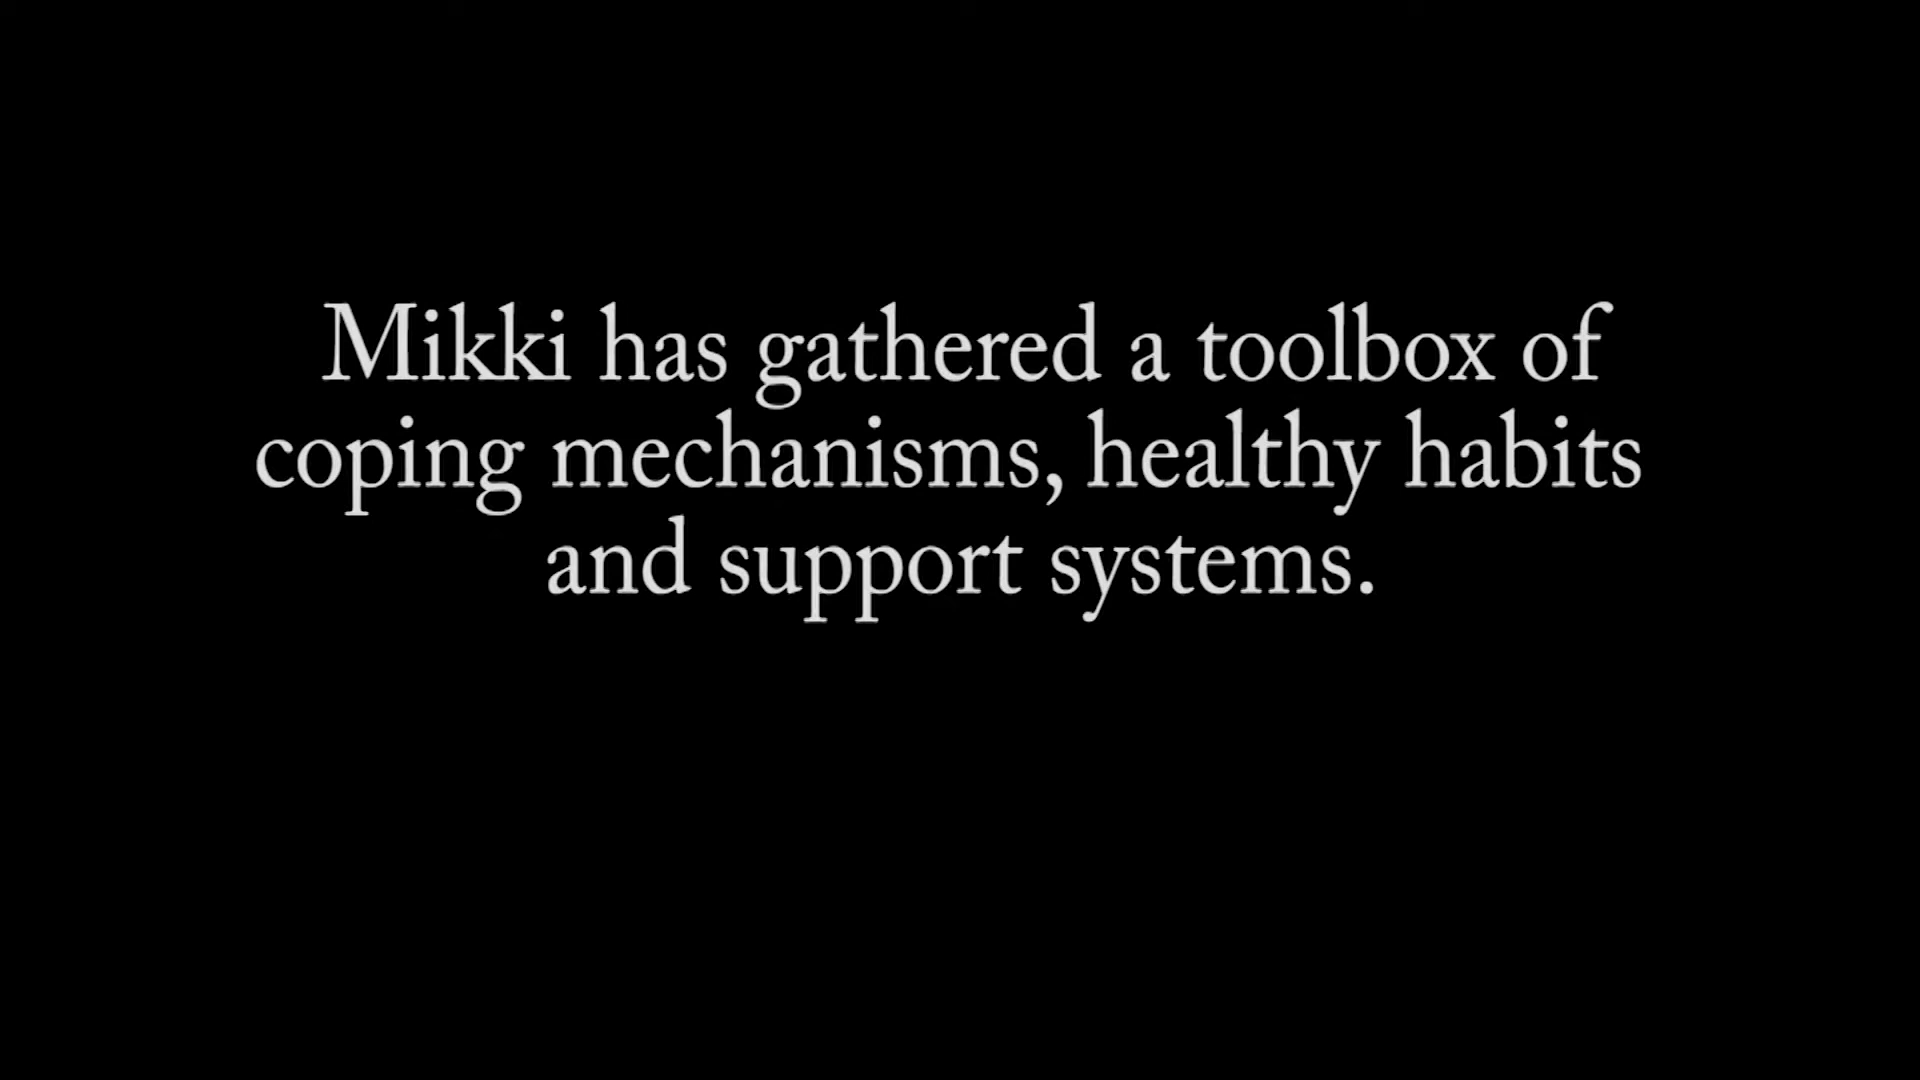 Mikki has gathered a toolbox of
coping mechanisms, healthy habits
and support systems.